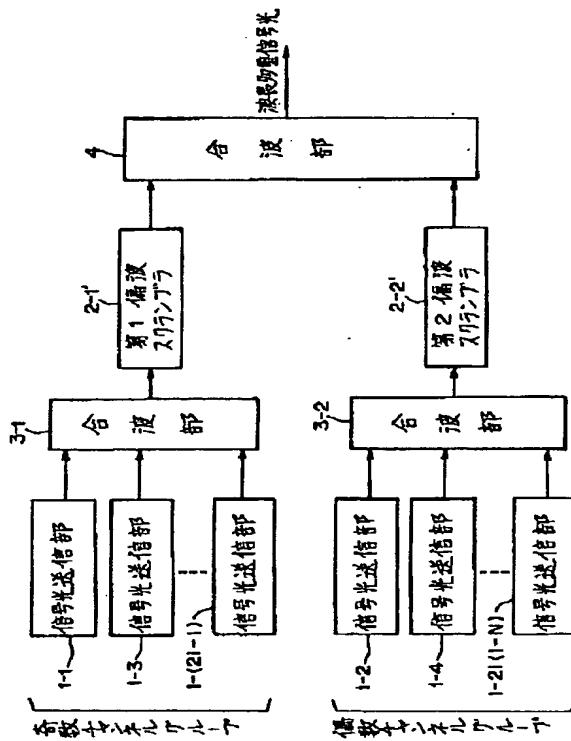 奇数チャンネルグループ
1-1
信号光送信部
1-3
信号光送信部
1-(2i-1)
信号光送信部
3-1
合波部
2-1'
第1偏波
スクランブラ
偶数チャンネルグループ
1-2
信号光送信部
1-4
信号光送信部
1-2i(1-N)
信号光送信部
3-2
合波部
2-2'
第2偏波
スクランブラ
4
合波部
波長多重信号光